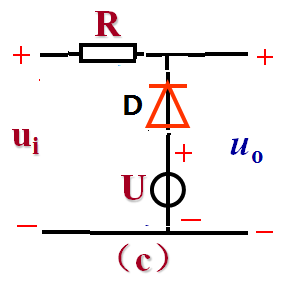 R
+ +
D
u_i + u_o
U
− − −
（c）